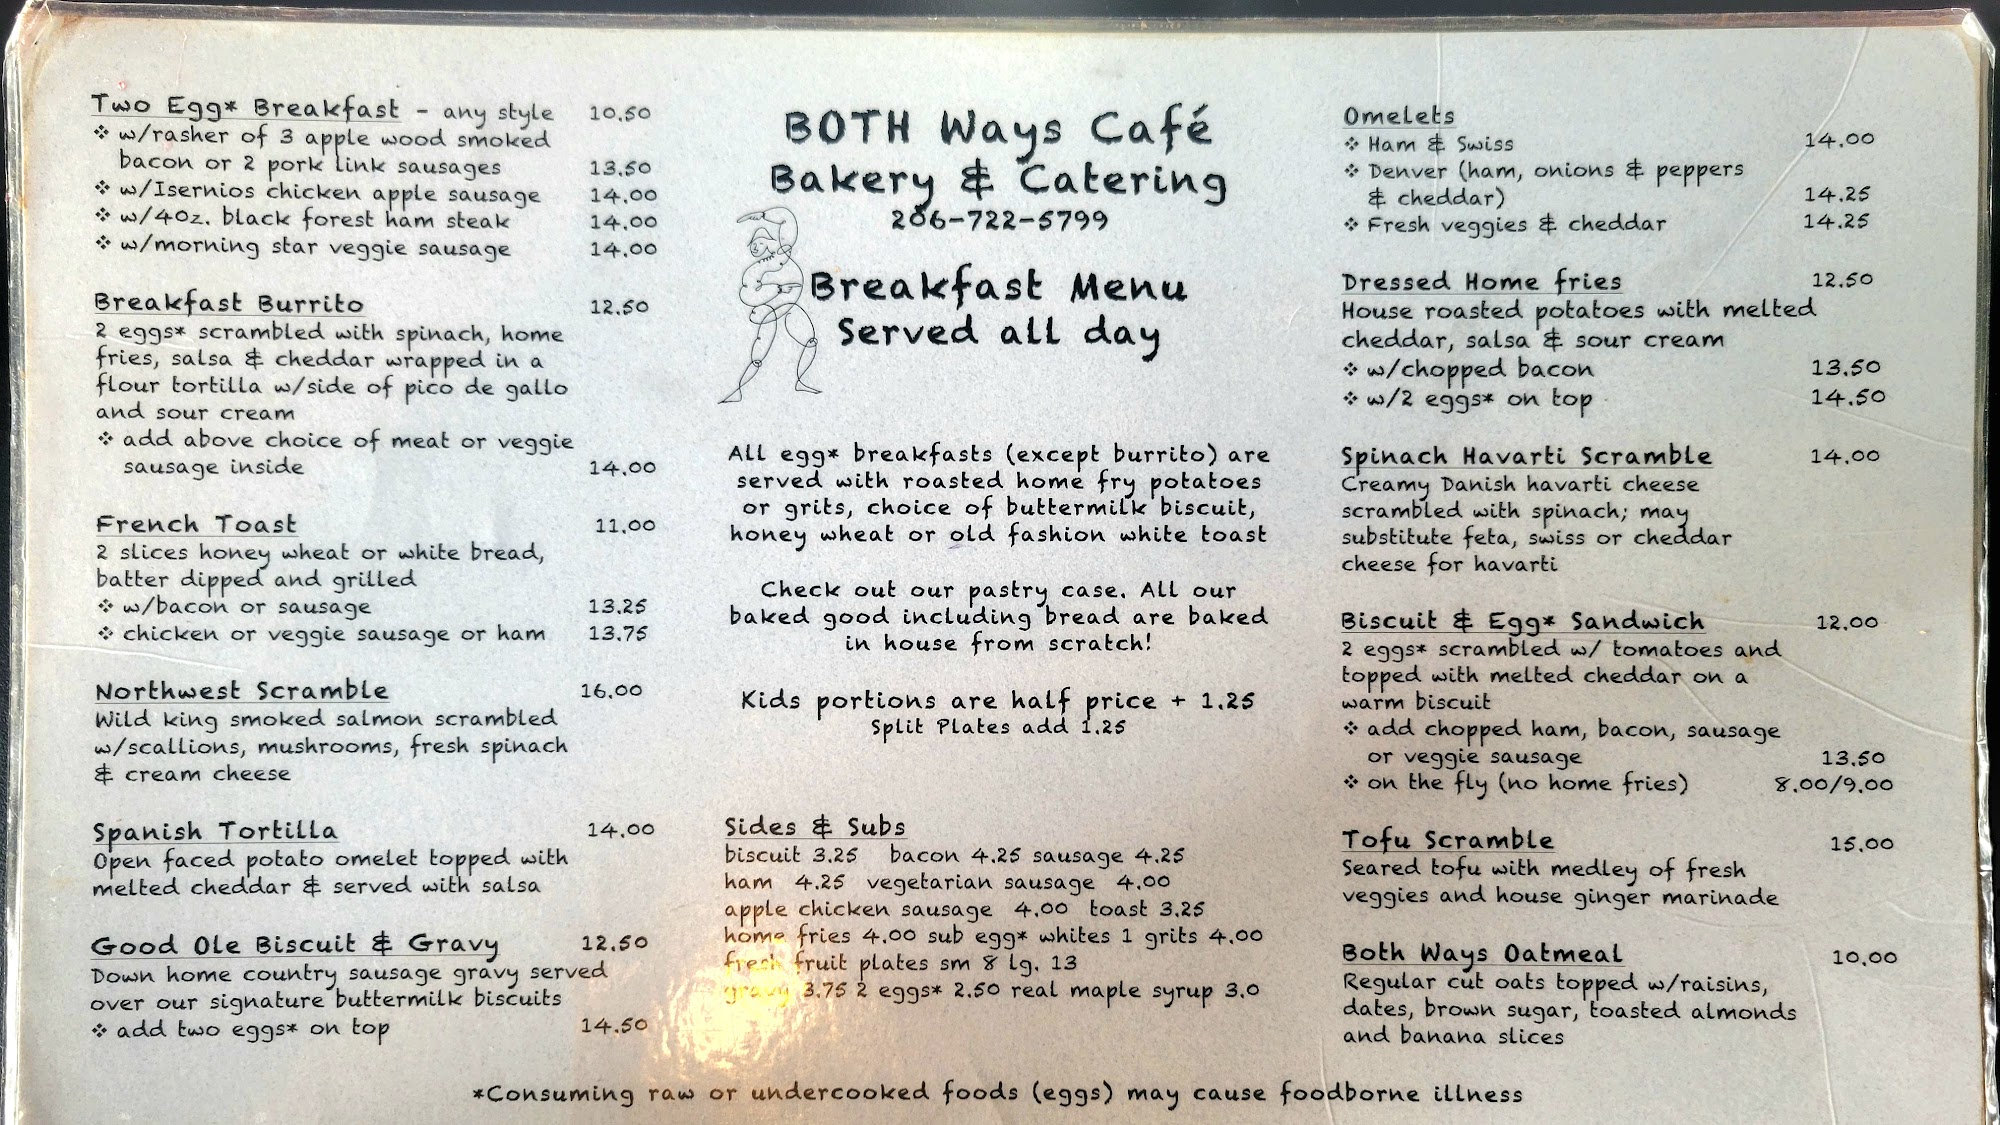 Two Egg* Breakfast - any style 10.50
❖ w/rasher of 3 apple wood smoked
bacon or 2 pork link sausages 13.50
❖ w/Isernios chicken apple sausage 14.00
❖ w/4oz. black forest ham steak 14.00
❖ w/morning star veggie sausage 14.00
Breakfast Burrito 12.50
2 eggs* scrambled with spinach, home
fries, salsa & cheddar wrapped in a
flour tortilla w/side of pico de gallo
and sour cream
❖ add above choice of meat or veggie
sausage inside 14.00
French Toast 11.00
2 slices honey wheat or white bread,
batter dipped and grilled
❖ w/bacon or sausage 13.25
❖ chicken or veggie sausage or ham 13.75
Northwest Scramble 16.00
Wild king smoked salmon scrambled
w/scallions, mushrooms, fresh spinach
& cream cheese
Spanish Tortilla 14.00
Open faced potato omelet topped with
melted cheddar & served with salsa
Good Ole Biscuit & Gravy 12.50
Down home country sausage gravy served
over our signature buttermilk biscuits
❖ add two eggs* on top 14.50
BOTH Ways Café
Bakery & Catering
206-722-5799
Breakfast Menu
Served all day
All egg* breakfasts (except burrito) are
served with roasted home fry potatoes
or grits, choice of buttermilk biscuit,
honey wheat or old fashion white toast
Check out our pastry case. All our
baked good including bread are baked
in house from scratch!
Kids portions are half price + 1.25
Split Plates add 1.25
Sides & Subs
biscuit 3.25 bacon 4.25 sausage 4.25
ham 4.25 vegetarian sausage 4.00
apple chicken sausage 4.00 toast 3.25
home fries 4.00 sub egg* whites 1 grits 4.00
fresh fruit plates sm 8 lg. 13
gravy 3.75 2 eggs* 2.50 real maple syrup 3.0
Omelets
❖ Ham & Swiss 14.00
❖ Denver (ham, onions & peppers
& cheddar) 14.25
❖ Fresh veggies & cheddar 14.25
Dressed Home fries 12.50
House roasted potatoes with melted
cheddar, salsa & sour cream
❖ w/chopped bacon 13.50
❖ w/2 eggs* on top 14.50
Spinach Havarti Scramble 14.00
Creamy Danish havarti cheese
scrambled with spinach; may
substitute feta, swiss or cheddar
cheese for havarti
Biscuit & Egg* Sandwich 12.00
2 eggs* scrambled w/ tomatoes and
topped with melted cheddar on a
warm biscuit
❖ add chopped ham, bacon, sausage
or veggie sausage 13.50
❖ on the fly (no home fries) 8.00/9.00
Tofu Scramble 15.00
Seared tofu with medley of fresh
veggies and house ginger marinade
Both Ways Oatmeal 10.00
Regular cut oats topped w/raisins,
dates, brown sugar, toasted almonds
and banana slices
*Consuming raw or undercooked foods (eggs) may cause foodborne illness